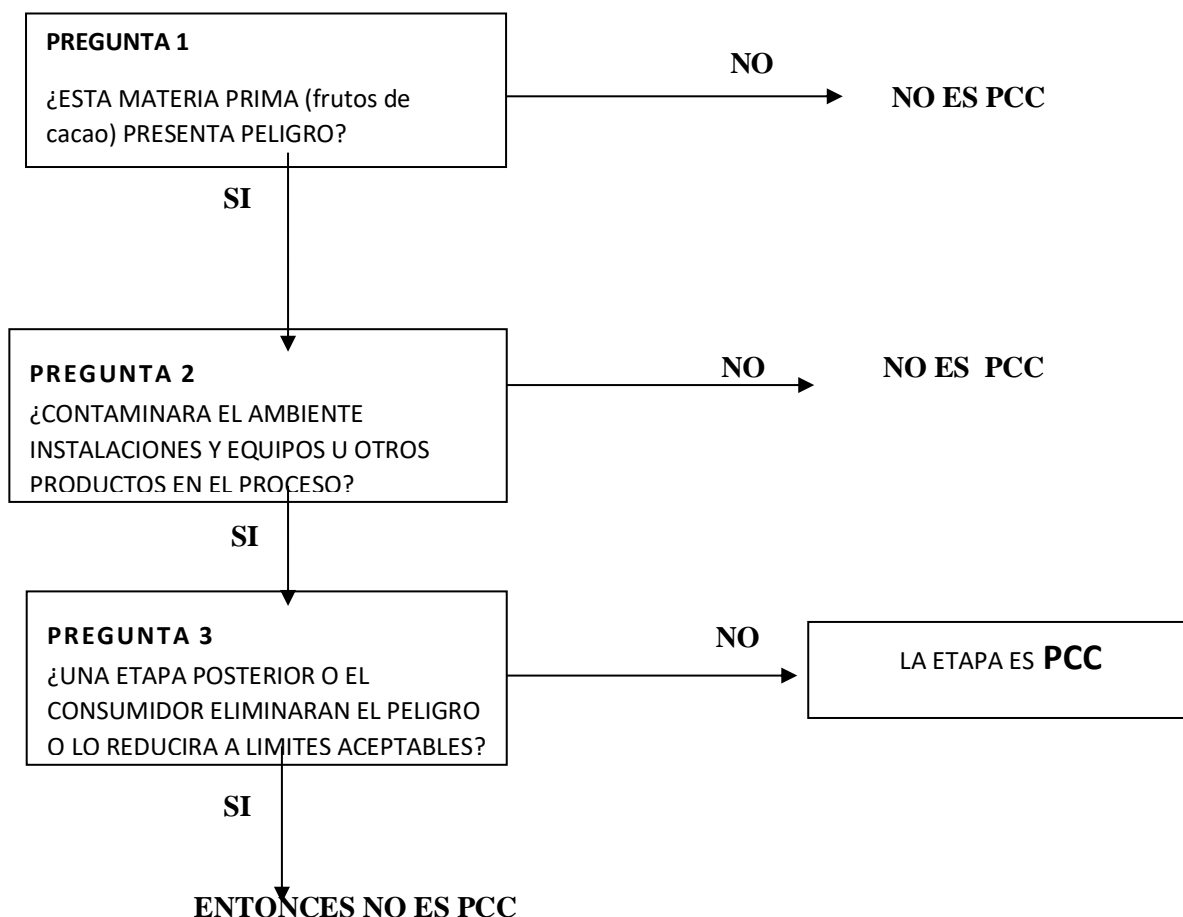 PREGUNTA 1
¿ESTA MATERIA PRIMA (frutos de
cacao) PRESENTA PELIGRO?
NO
NO ES PCC
SI
PREGUNTA 2
¿CONTAMINARA EL AMBIENTE
INSTALACIONES Y EQUIPOS U OTROS
PRODUCTOS EN EL PROCESO?
NO
NO ES PCC
SI
PREGUNTA 3
¿UNA ETAPA POSTERIOR O EL
CONSUMIDOR ELIMINARAN EL PELIGRO
O LO REDUCIRA A LIMITES ACEPTABLES?
NO
LA ETAPA ES PCC
SI
ENTONCES NO ES PCC